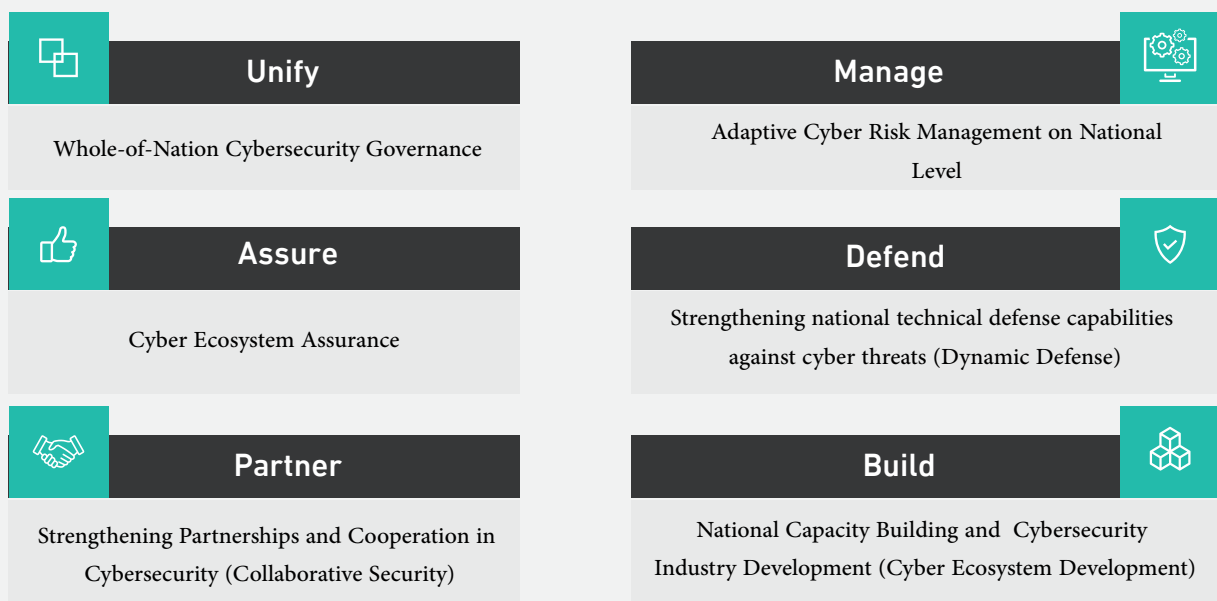 Unify
Whole-of-Nation Cybersecurity Governance
Manage
Adaptive Cyber Risk Management on National
Level
Assure
Cyber Ecosystem Assurance
Defend
Strengthening national technical defense capabilities
against cyber threats (Dynamic Defense)
Partner
Strengthening Partnerships and Cooperation in
Cybersecurity (Collaborative Security)
Build
National Capacity Building and Cybersecurity
Industry Development (Cyber Ecosystem Development)